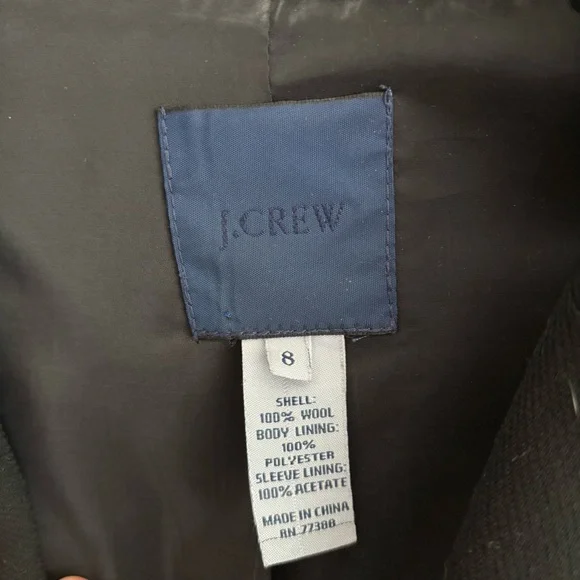 J.CREW
8
SHELL:
100% WOOL
BODY LINING:
100%
POLYESTER
SLEEVE LINING:
100% ACETATE
MADE IN CHINA
RN 77388